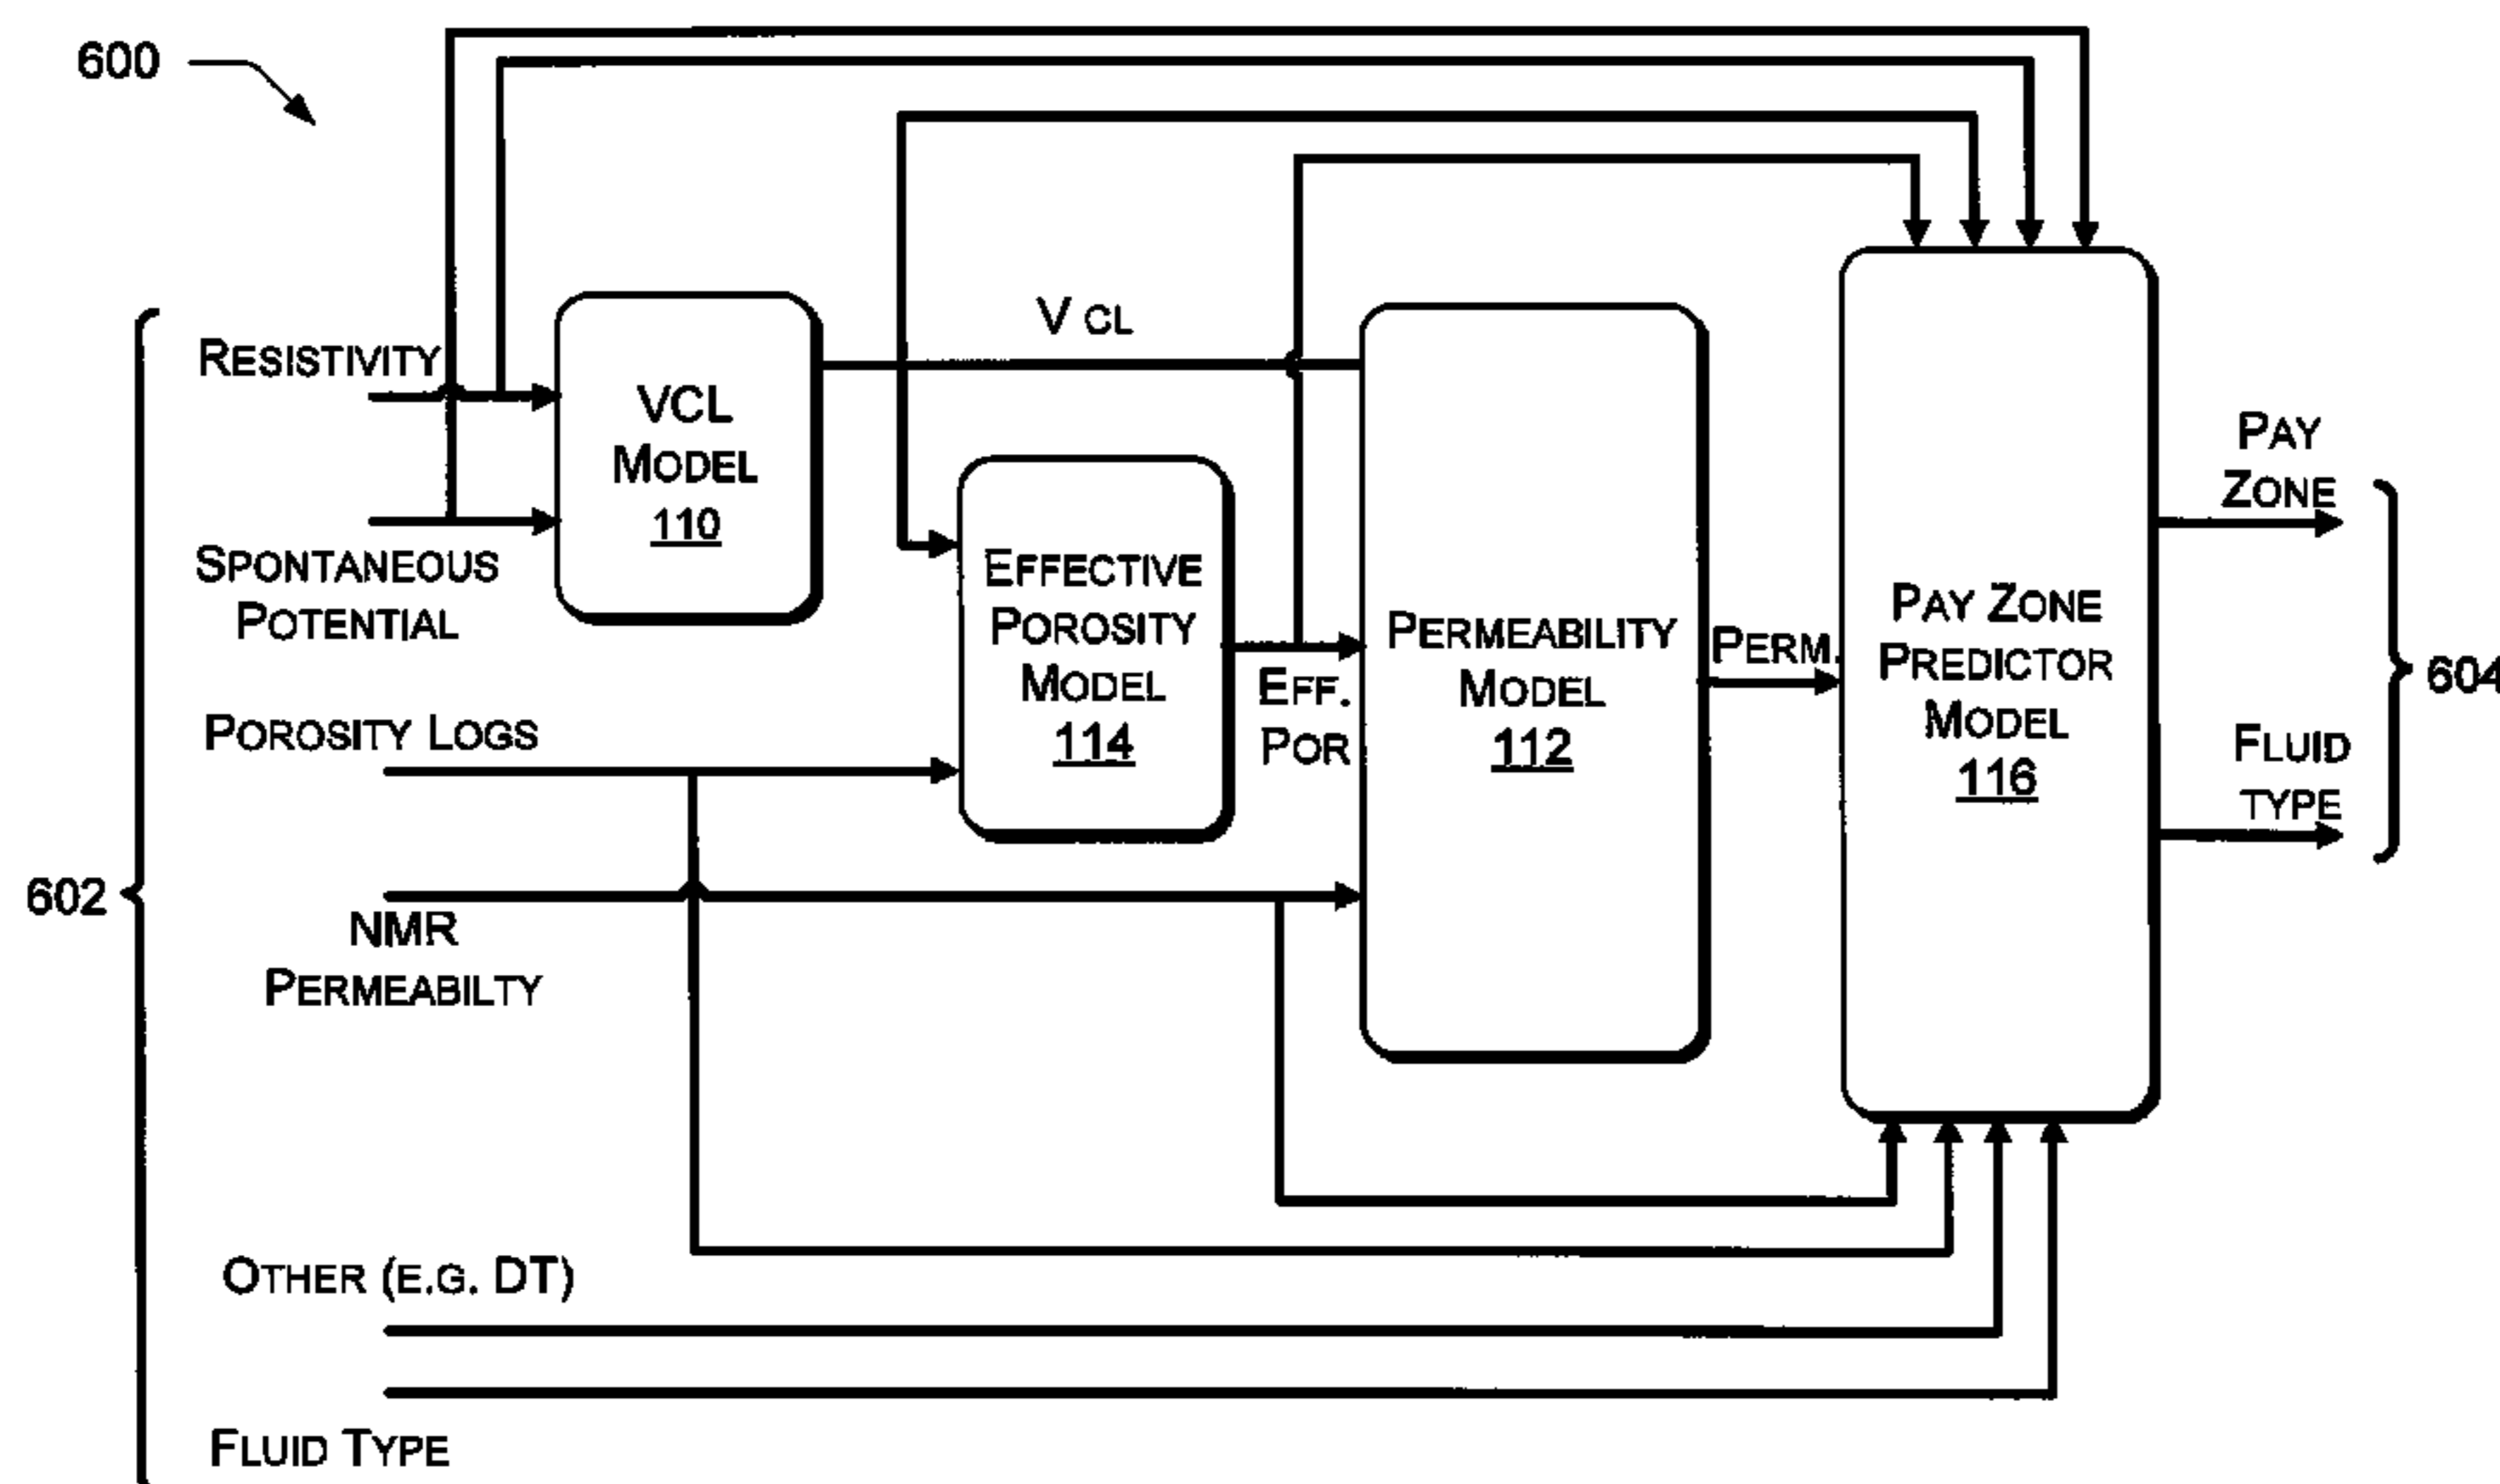 600
RESISTIVITY
SPONTANEOUS
POTENTIAL
POROSITY LOGS
NMR
PERMEABILTY
OTHER (E.G. DT)
FLUID TYPE
602
VCL
MODEL
110
V CL
EFFECTIVE
POROSITY
MODEL
114
EFF.
POR
PERMEABILITY
MODEL
112
PERM.
PAY ZONE
PREDICTOR
MODEL
116
PAY
ZONE
FLUID
TYPE
604